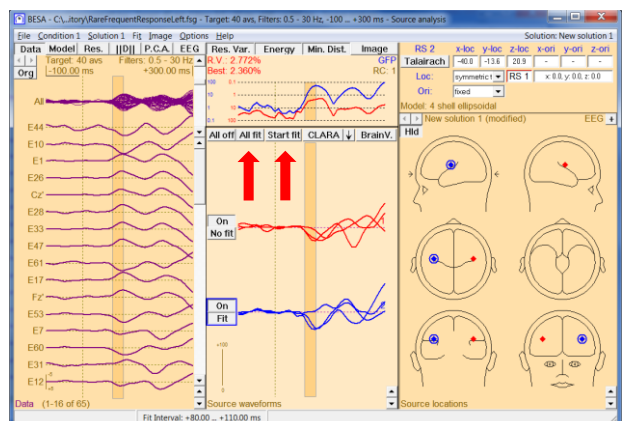 BESA - C:\...itory\RareFrequentResponseLeft.fsg - Target: 40 avs, Filters: 0.5 - 30 Hz, -100 ... +300 ms - Source analysis
File Condition 1 Solution 1 Fit Image Options Help
Solution: New solution 1
Data Model Res. ||D|| P.C.A. EEG
Org
Target: 40 avs Filters: 0.5 - 30 Hz
-100.00 ms +300.00 ms
All
E44
E10
E1
E26
Cz'
E28
E33
E47
E61
E17
Fz'
E53
E7
E60
E31
E12
Data (1-16 of 65)
Res. Var. Energy Min. Dist. Image
R.V.: 2.772% GFP
Best: 2.360% RC: 1
All off All fit Start fit CLARA ↓ BrainV.
On
No fit
On
Fit
+100
0
Source waveforms
RS 2 x-loc y-loc z-loc x-ori y-ori z-ori
Talairach -40.0 -13.6 20.9 - - -
Loc: symmetric t RS 1 x: 0.0, y: 0.0, z: 0.0
Ori: fixed
Model: 4 shell ellipsoidal
New solution 1 (modified) EEG +
Hld
Source locations
Fit Interval: +80.00 ... +110.00 ms